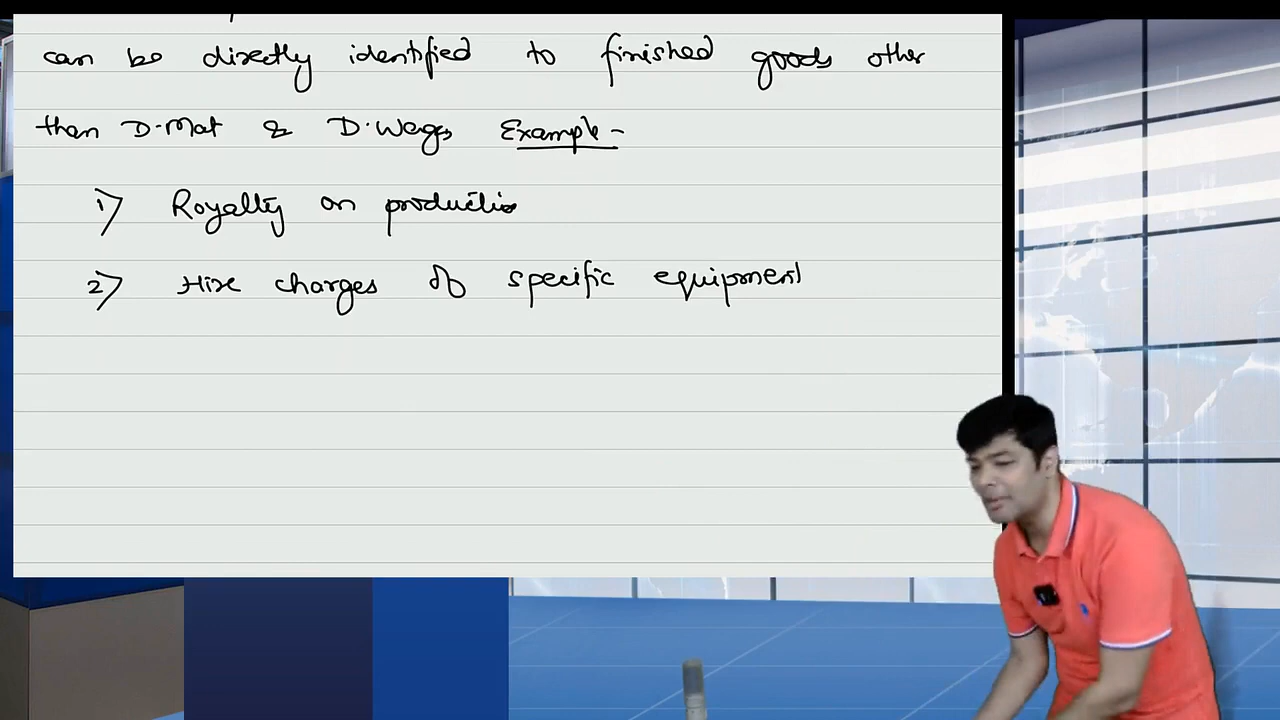 can be directly identified to finished goods other
than D.Mat & D.Wages Example -
1) Royalty on production
2) Hire charges of specific equipment